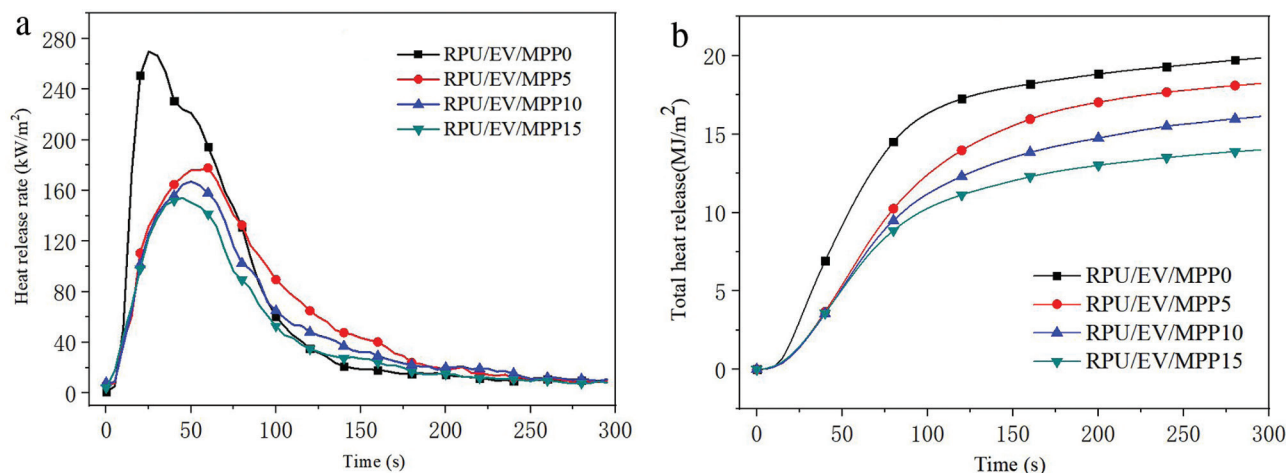 a
280
240
200
160
120
80
40
0
Heat release rate (kW/m²)
RPU/EV/MPP0
RPU/EV/MPP5
RPU/EV/MPP10
RPU/EV/MPP15
0 50 100 150 200 250 300
Time (s)
b
20
15
10
5
0
Total heat release(MJ/m²)
RPU/EV/MPP0
RPU/EV/MPP5
RPU/EV/MPP10
RPU/EV/MPP15
0 50 100 150 200 250 300
Time (s)